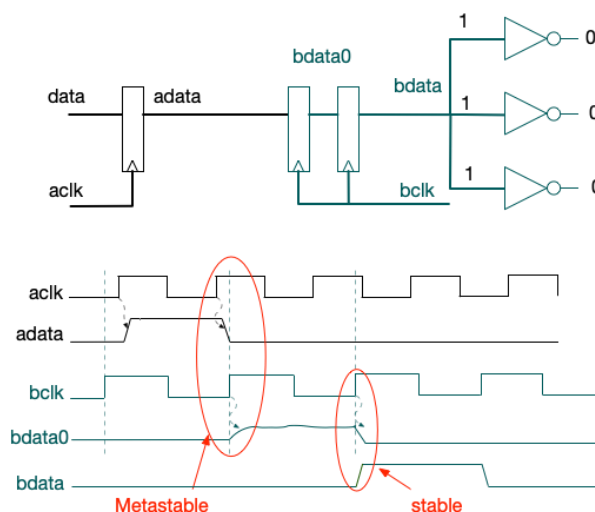 1
0
bdata0
data
adata
bdata
1
0
aclk
bclk
1
0
aclk
adata
bclk
bdata0
bdata
Metastable
stable